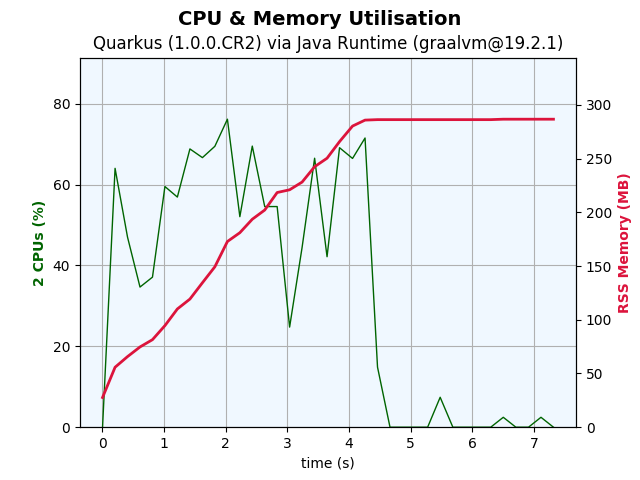 CPU & Memory Utilisation
Quarkus (1.0.0.CR2) via Java Runtime (graalvm@19.2.1)
2 CPUs (%)
80
60
40
20
0
RSS Memory (MB)
300
250
200
150
100
50
0
0 1 2 3 4 5 6 7
time (s)